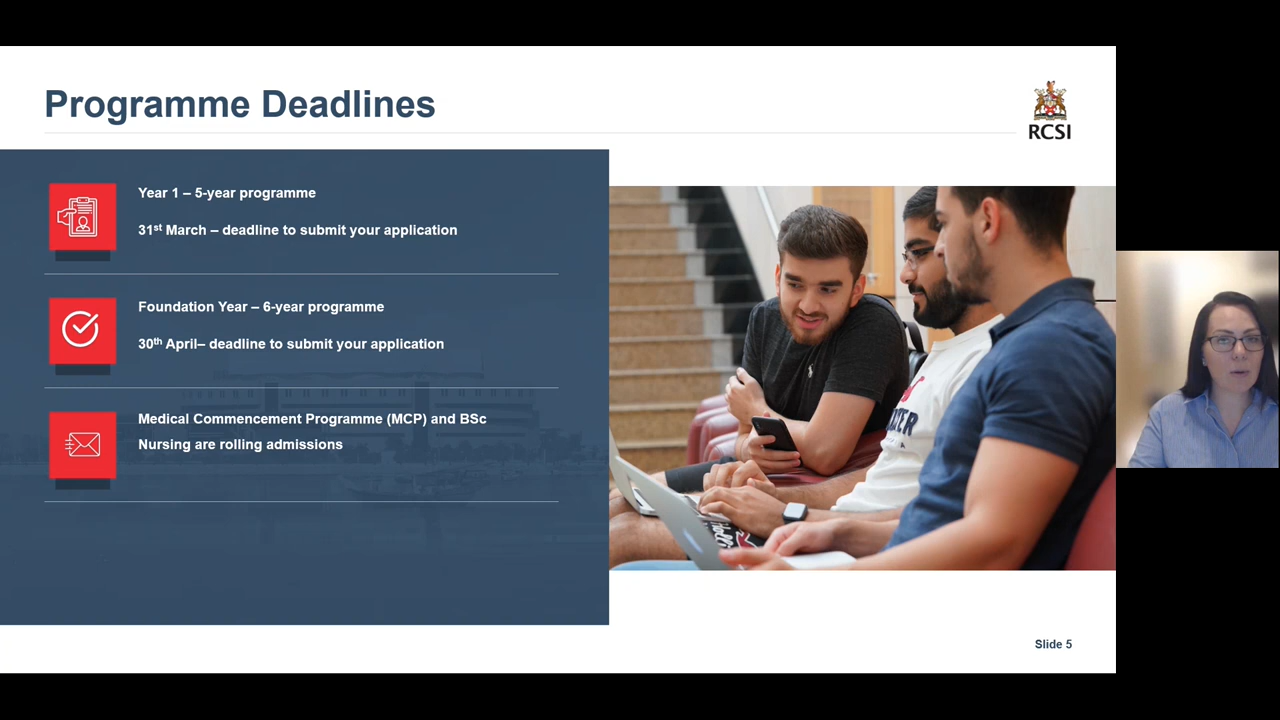 Programme Deadlines
RCSI
Year 1 – 5-year programme
31st March – deadline to submit your application
Foundation Year – 6-year programme
30th April– deadline to submit your application
Medical Commencement Programme (MCP) and BSc
Nursing are rolling admissions
Slide 5